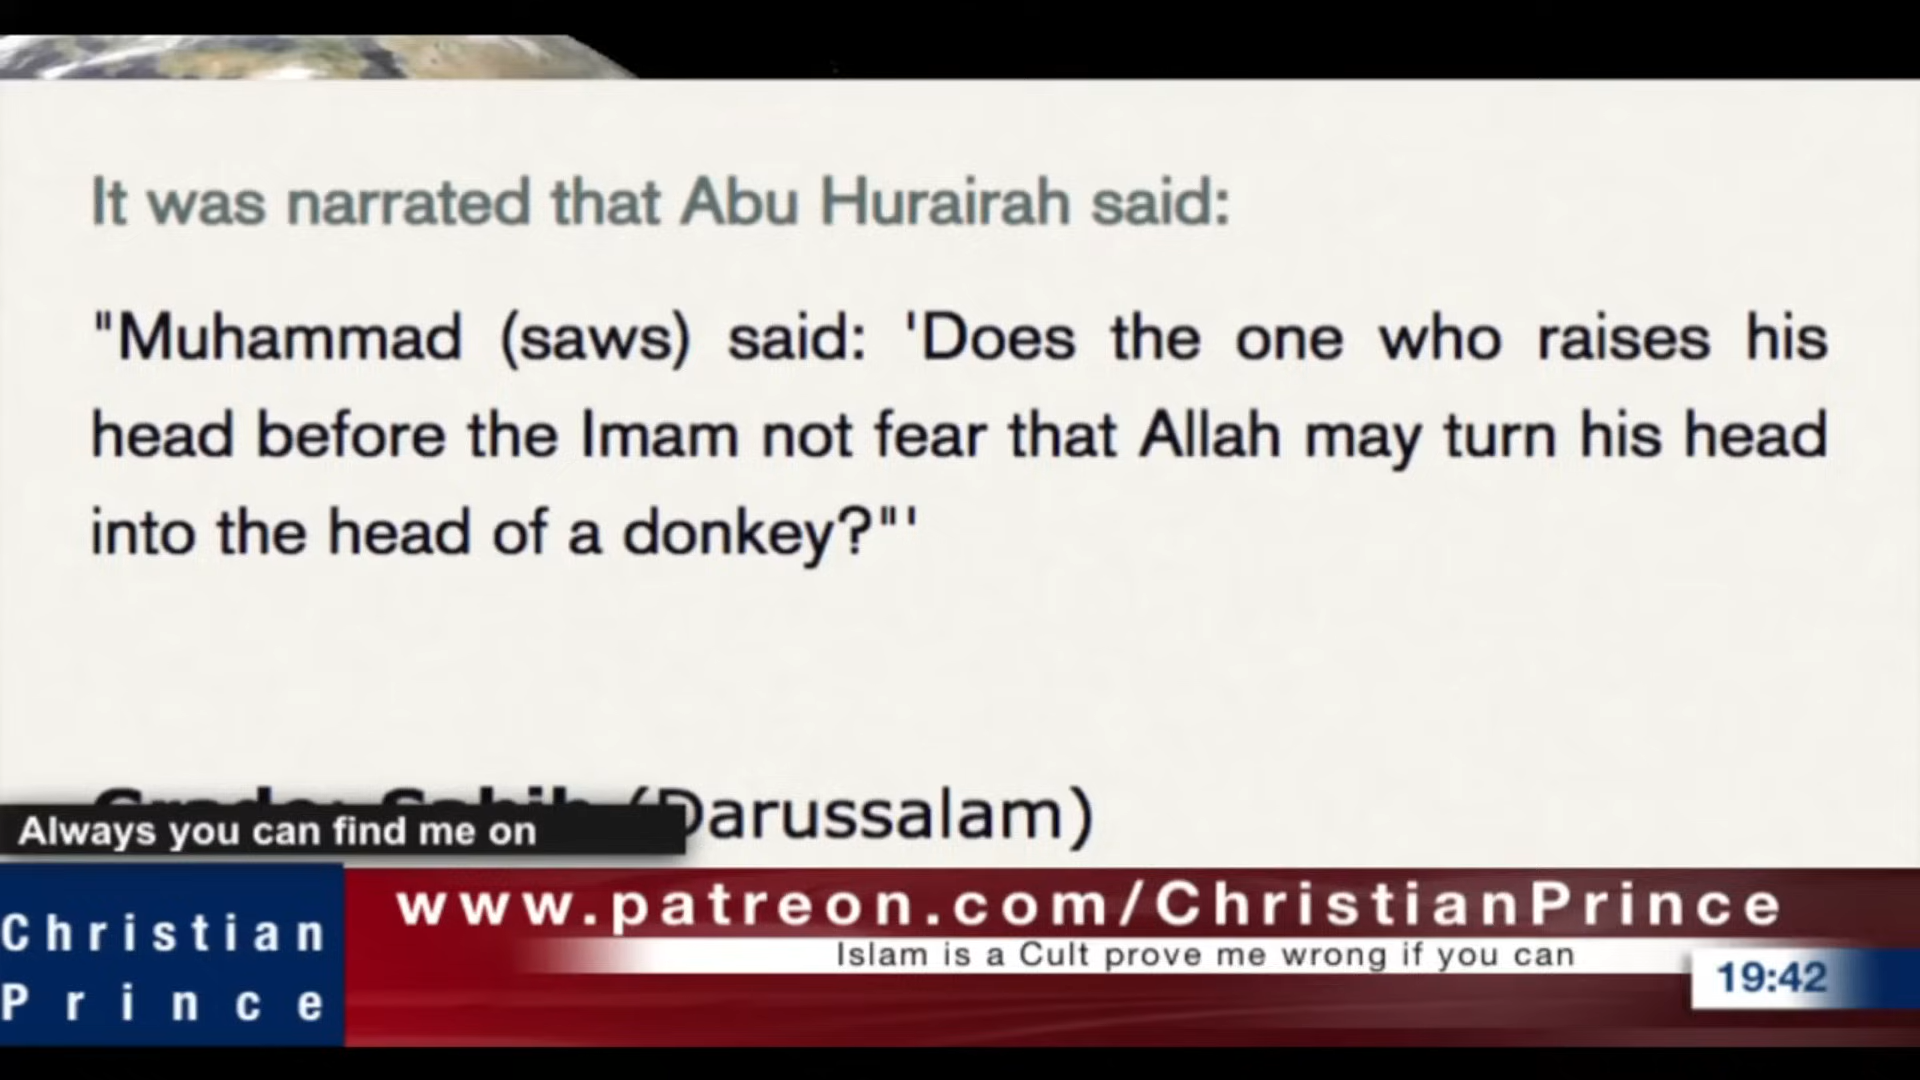 It was narrated that Abu Hurairah said:
"Muhammad (saws) said: 'Does the one who raises his
head before the Imam not fear that Allah may turn his head
into the head of a donkey?"'
Grade: Sahih (Darussalam)
Always you can find me on
www.patreon.com/ChristianPrince
Christian
Prince
Islam is a Cult prove me wrong if you can
19:42